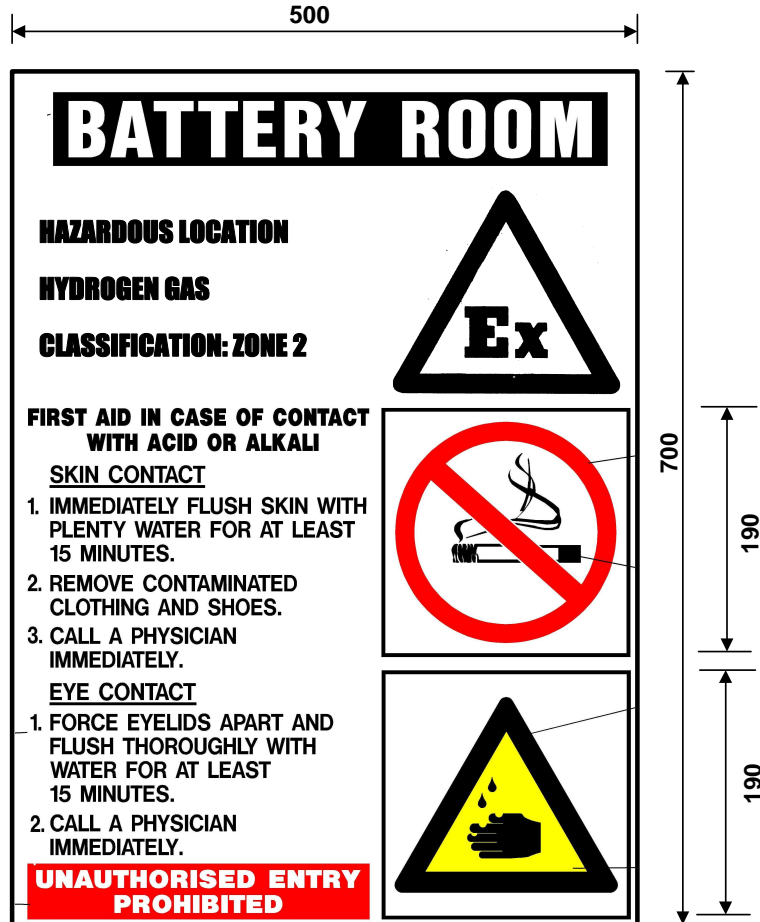 500
BATTERY ROOM
HAZARDOUS LOCATION
HYDROGEN GAS
CLASSIFICATION: ZONE 2
Ex
FIRST AID IN CASE OF CONTACT
WITH ACID OR ALKALI
SKIN CONTACT
1. IMMEDIATELY FLUSH SKIN WITH
PLENTY WATER FOR AT LEAST
15 MINUTES.
2. REMOVE CONTAMINATED
CLOTHING AND SHOES.
3. CALL A PHYSICIAN
IMMEDIATELY.
EYE CONTACT
1. FORCE EYELIDS APART AND
FLUSH THOROUGHLY WITH
WATER FOR AT LEAST
15 MINUTES.
2. CALL A PHYSICIAN
IMMEDIATELY.
UNAUTHORISED ENTRY
PROHIBITED
700
190
190